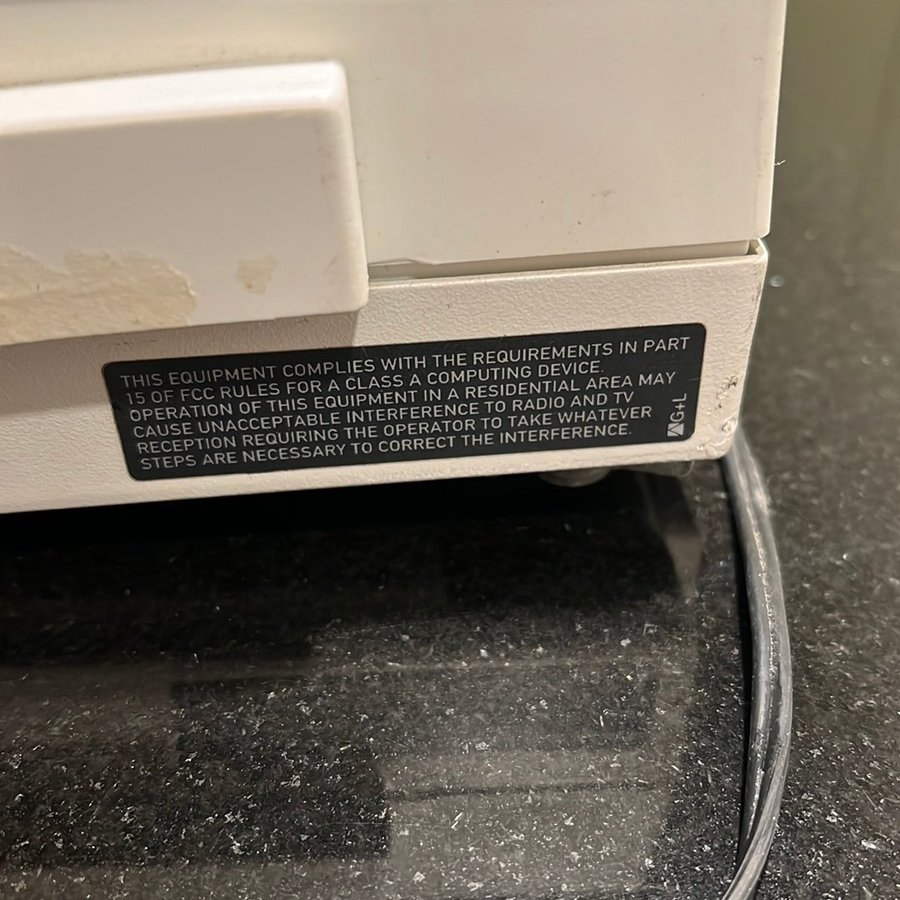 THIS EQUIPMENT COMPLIES WITH THE REQUIREMENTS IN PART
15 OF FCC RULES FOR A CLASS A COMPUTING DEVICE.
OPERATION OF THIS EQUIPMENT IN A RESIDENTIAL AREA MAY
CAUSE UNACCEPTABLE INTERFERENCE TO RADIO AND TV
RECEPTION REQUIRING THE OPERATOR TO TAKE WHATEVER
STEPS ARE NECESSARY TO CORRECT THE INTERFERENCE.
G+L